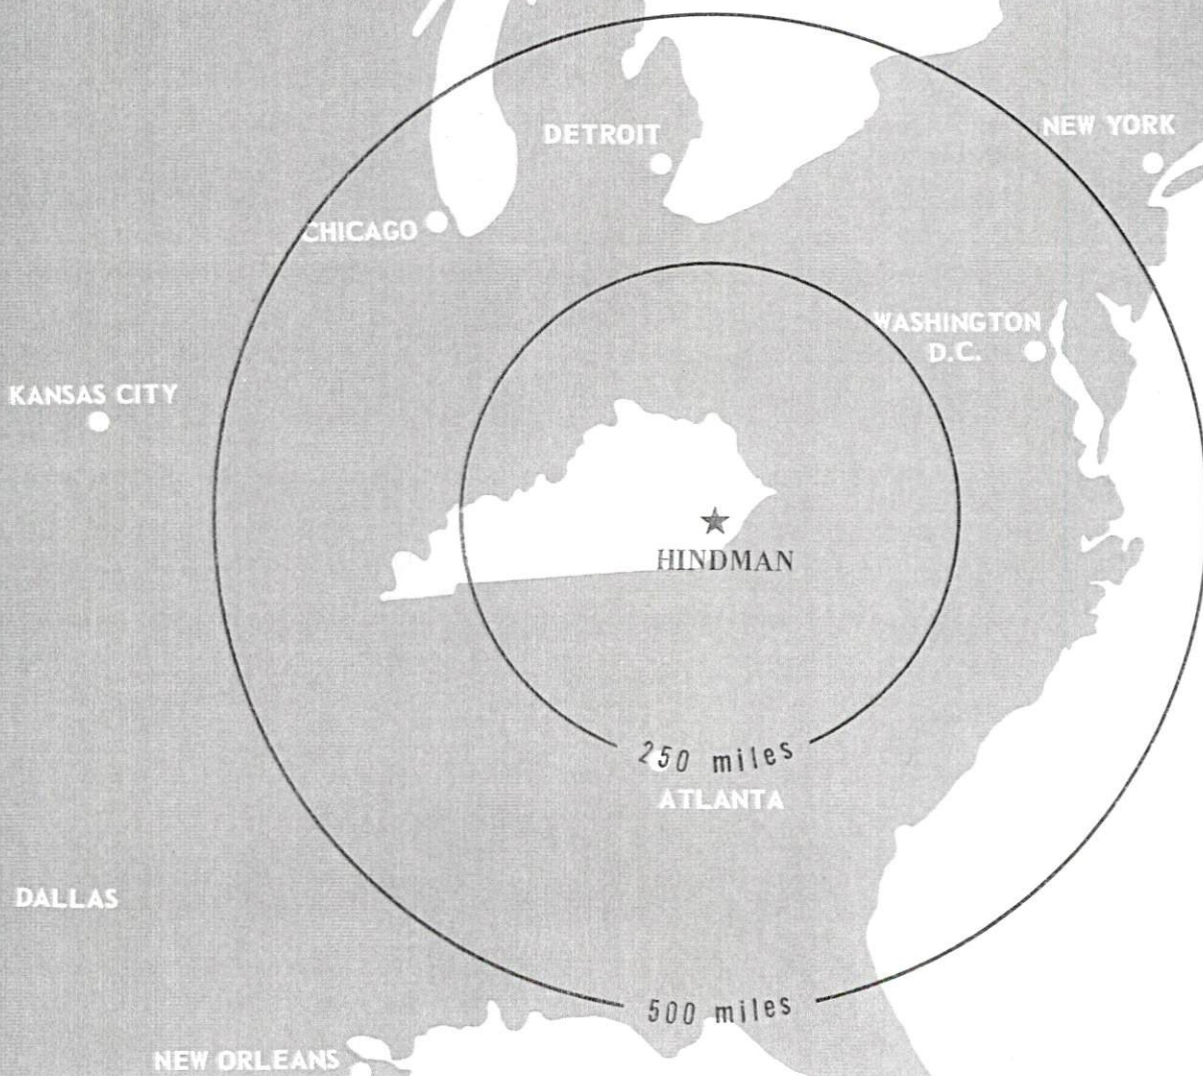 DETROIT
NEW YORK
CHICAGO
WASHINGTON
D.C.
KANSAS CITY
HINDMAN
250 miles
ATLANTA
DALLAS
500 miles
NEW ORLEANS